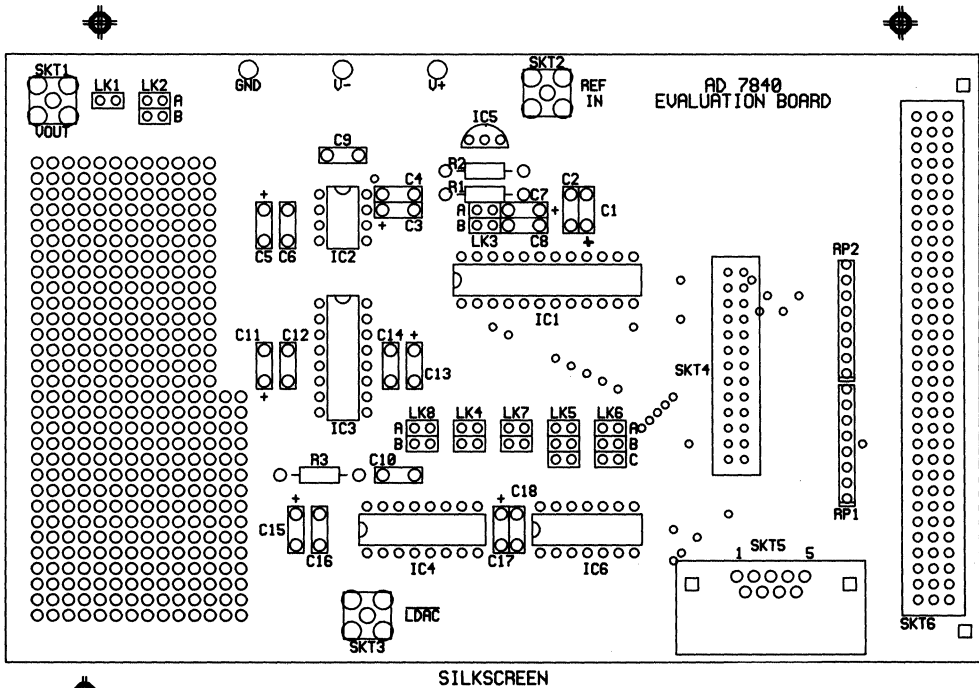 SKT1
LK1
LK2
A
B
VOUT
GND
V-
V+
SKT2
REF
IN
AD 7840
EVALUATION BOARD
IC5
C9
R2
R1
C4
C3
+
A
B
LK3
C7
C8
C2
C1
+
+
+
C5
C6
IC2
IC1
RP2
C11
C12
+
C14
+
C13
IC3
SKT4
LK8
LK4
LK7
LK5
LK6
A
B
A
B
C
R3
C10
RP1
+
C15
C16
IC4
+
C18
C17
IC6
1
SKT5
5
LDAC
SKT3
SKT6
SILKSCREEN